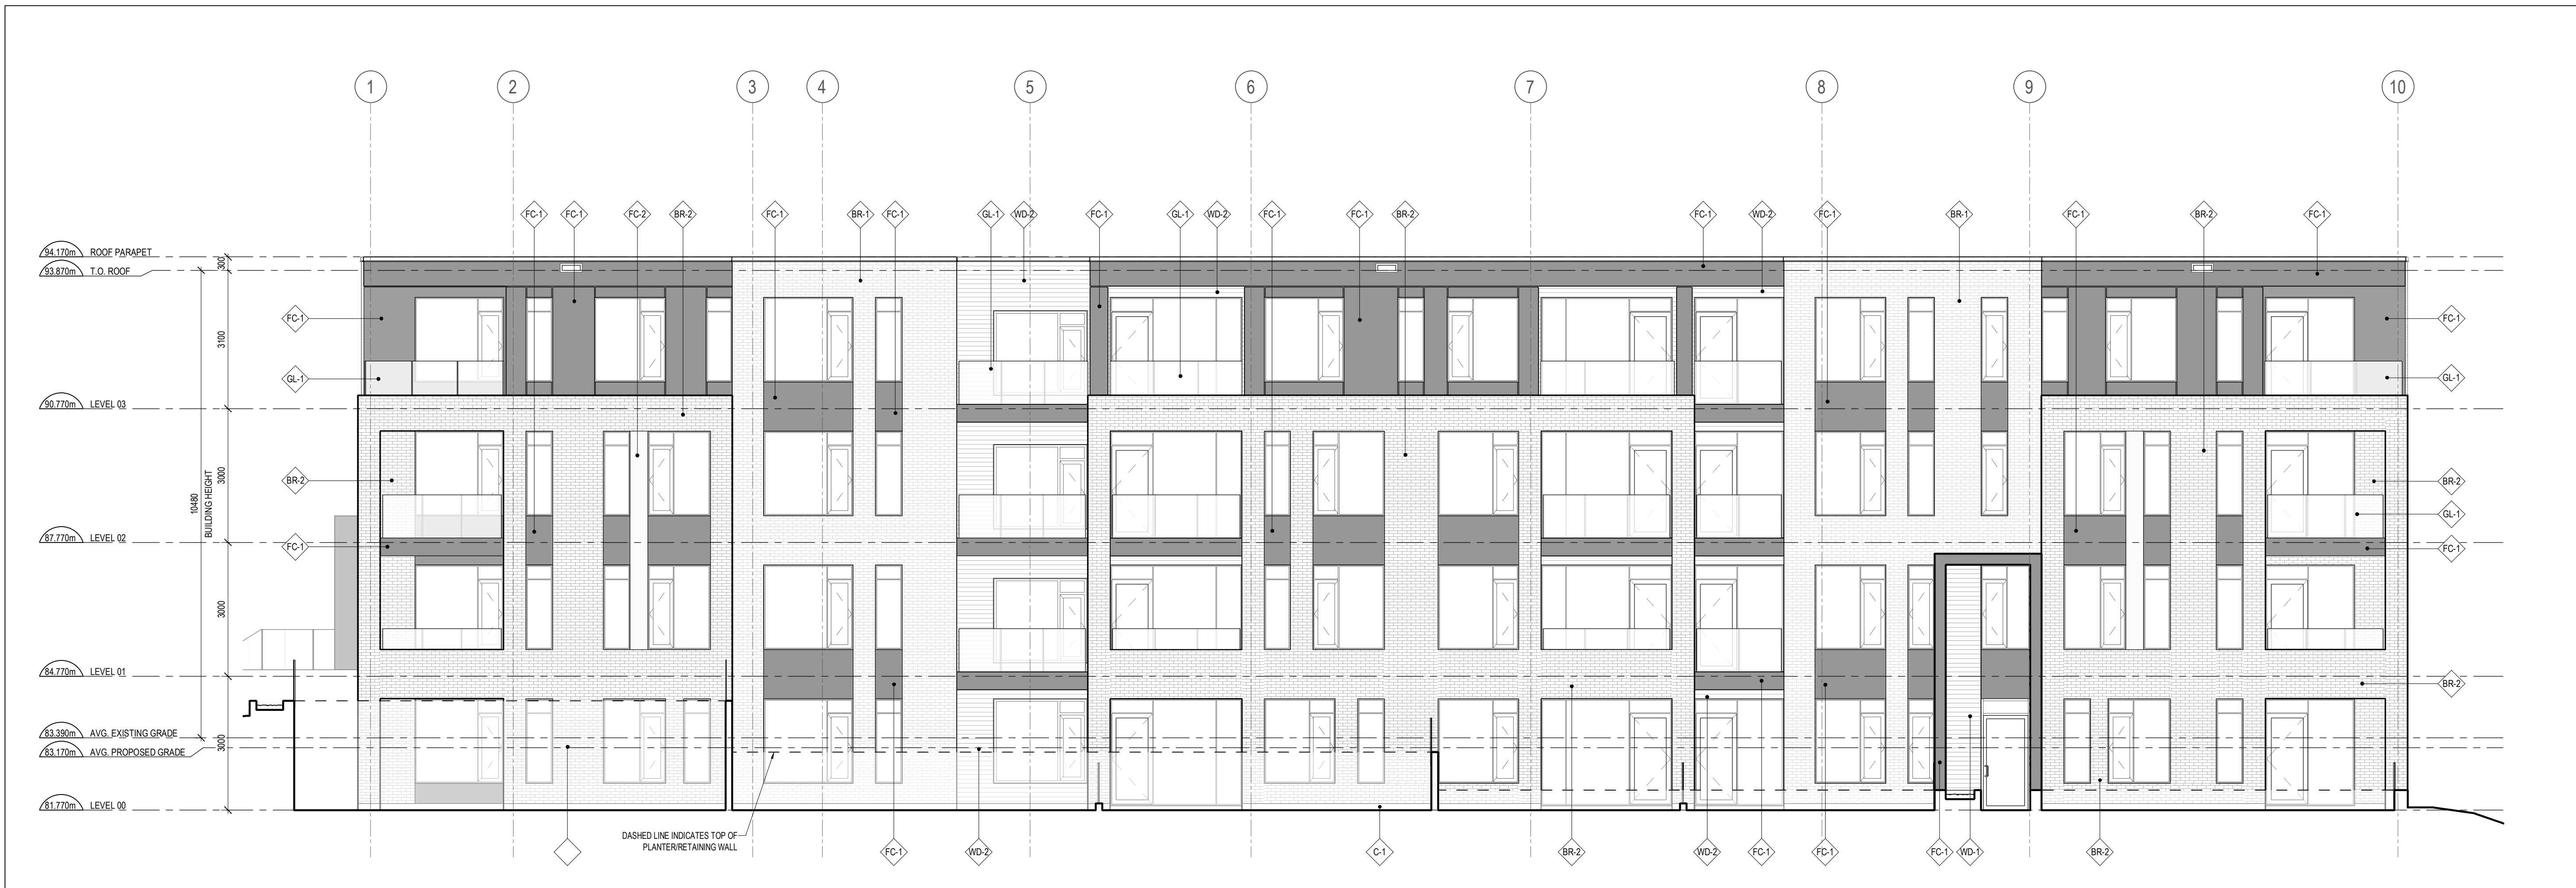 1
2
3
4
5
6
7
8
9
10
FC-1
FC-1
FC-2
BR-2
FC-1
BR-1
FC-1
GL-1
WD-2
FC-1
GL-1
WD-2
FC-1
FC-1
BR-2
FC-1
WD-2
FC-1
BR-1
FC-1
BR-2
FC-1
94.170m ROOF PARAPET
300
93.870m T.O. ROOF
FC-1
FC-1
3100
GL-1
GL-1
90.770m LEVEL 03
3000
10480
BUILDING HEIGHT
BR-2
BR-2
GL-1
87.770m LEVEL 02
FC-1
FC-1
3000
84.770m LEVEL 01
BR-2
83.390m AVG. EXISTING GRADE
3000
83.170m AVG. PROPOSED GRADE
81.770m LEVEL 00
DASHED LINE INDICATES TOP OF
PLANTER/RETAINING WALL
FC-1
WD-2
C-1
BR-2
WD-2
FC-1
FC-1
FC-1
WD-1
BR-2